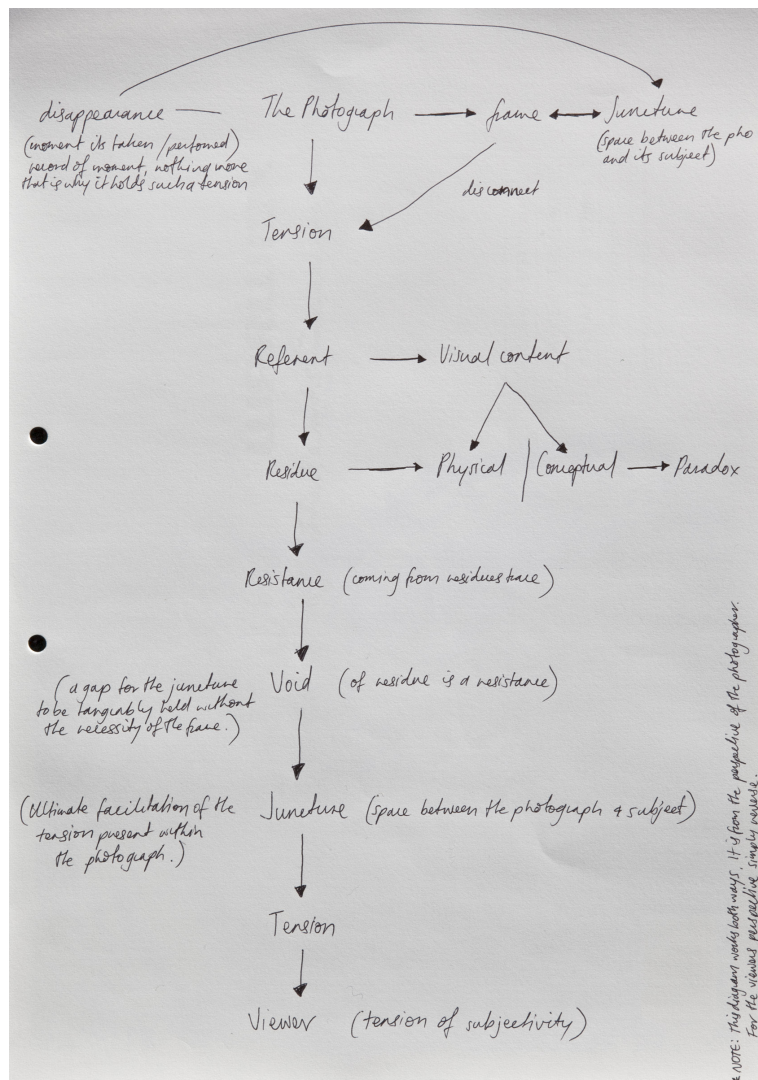 disappearance
The Photograph
frame
Juncture
(moment its taken / performed)
record of moment, nothing more
that is why it holds such a tension
(space between the pho
and its subject)
disconnect
Tension
Referent
Visual content
Residue
Physical
Conceptual
Paradox
Resistance (coming from residues trace)
(a gap for the juncture
to be tangibly held without
the necessity of the frame.)
Void (of residue is a resistance)
(Ultimate facilitation of the
tension present within
the photograph.)
Juncture (space between the photograph & subject)
Tension
Viewer (tension of subjectivity)
NOTE: This diagram works both ways. It is from the perspective of the photographer.
For the viewers perspective simply reverse.